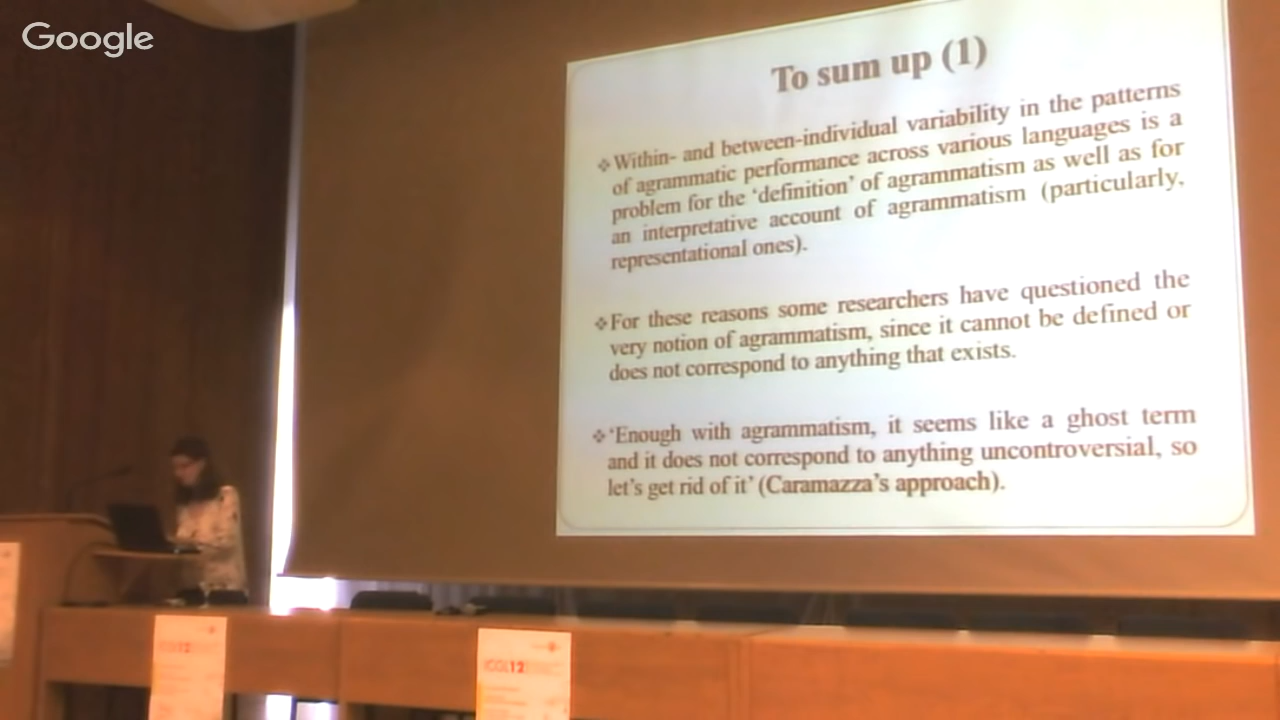 Google
To sum up (1)
❖Within- and between-individual variability in the patterns
of agrammatic performance across various languages is a
problem for the 'definition' of agrammatism as well as for
an interpretative account of agrammatism (particularly,
representational ones).
❖For these reasons some researchers have questioned the
very notion of agrammatism, since it cannot be defined or
does not correspond to anything that exists.
❖'Enough with agrammatism, it seems like a ghost term
and it does not correspond to anything uncontroversial, so
let's get rid of it' (Caramazza's approach).